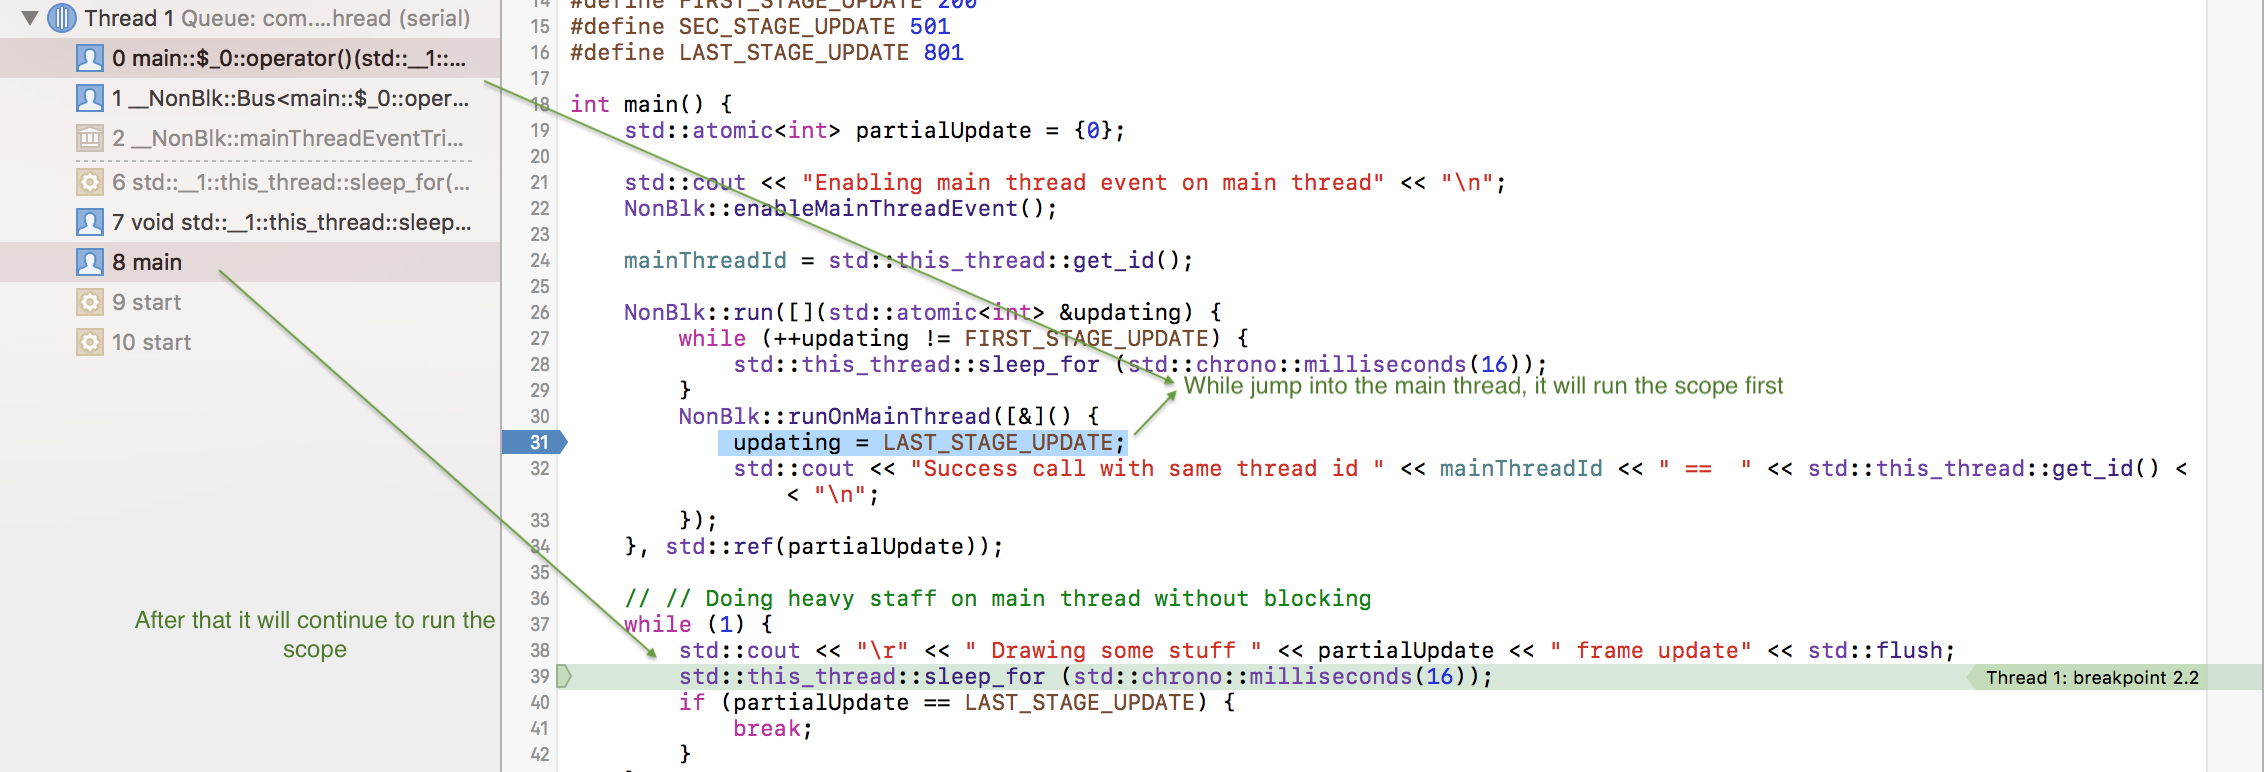 Thread 1 Queue: com....hread (serial)
0 main::$_0::operator()(std::__1::...
1 __NonBlk::Bus<main::$_0::oper...
2 __NonBlk::mainThreadEventTri...
6 std::__1::this_thread::sleep_for(...
7 void std::__1::this_thread::sleep...
8 main
9 start
10 start
After that it will continue to run the
scope
14 #define FIRST_STAGE_UPDATE 200
15 #define SEC_STAGE_UPDATE 501
16 #define LAST_STAGE_UPDATE 801
17
18 int main() {
19 std::atomic<int> partialUpdate = {0};
20
21 std::cout << "Enabling main thread event on main thread" << "\n";
22 NonBlk::enableMainThreadEvent();
23
24 mainThreadId = std::this_thread::get_id();
25
26 NonBlk::run([](std::atomic<int> &updating) {
27 while (++updating != FIRST_STAGE_UPDATE) {
28 std::this_thread::sleep_for (std::chrono::milliseconds(16));
29 }
While jump into the main thread, it will run the scope first
30 NonBlk::runOnMainThread([&]() {
31 updating = LAST_STAGE_UPDATE;
32 std::cout << "Success call with same thread id " << mainThreadId << " ==  " << std::this_thread::get_id() <
< "\n";
33 });
34 }, std::ref(partialUpdate));
35
36 // // Doing heavy staff on main thread without blocking
37 while (1) {
38 std::cout << "\r" << " Drawing some stuff " << partialUpdate << " frame update" << std::flush;
39 std::this_thread::sleep_for (std::chrono::milliseconds(16)); Thread 1: breakpoint 2.2
40 if (partialUpdate == LAST_STAGE_UPDATE) {
41 break;
42 }